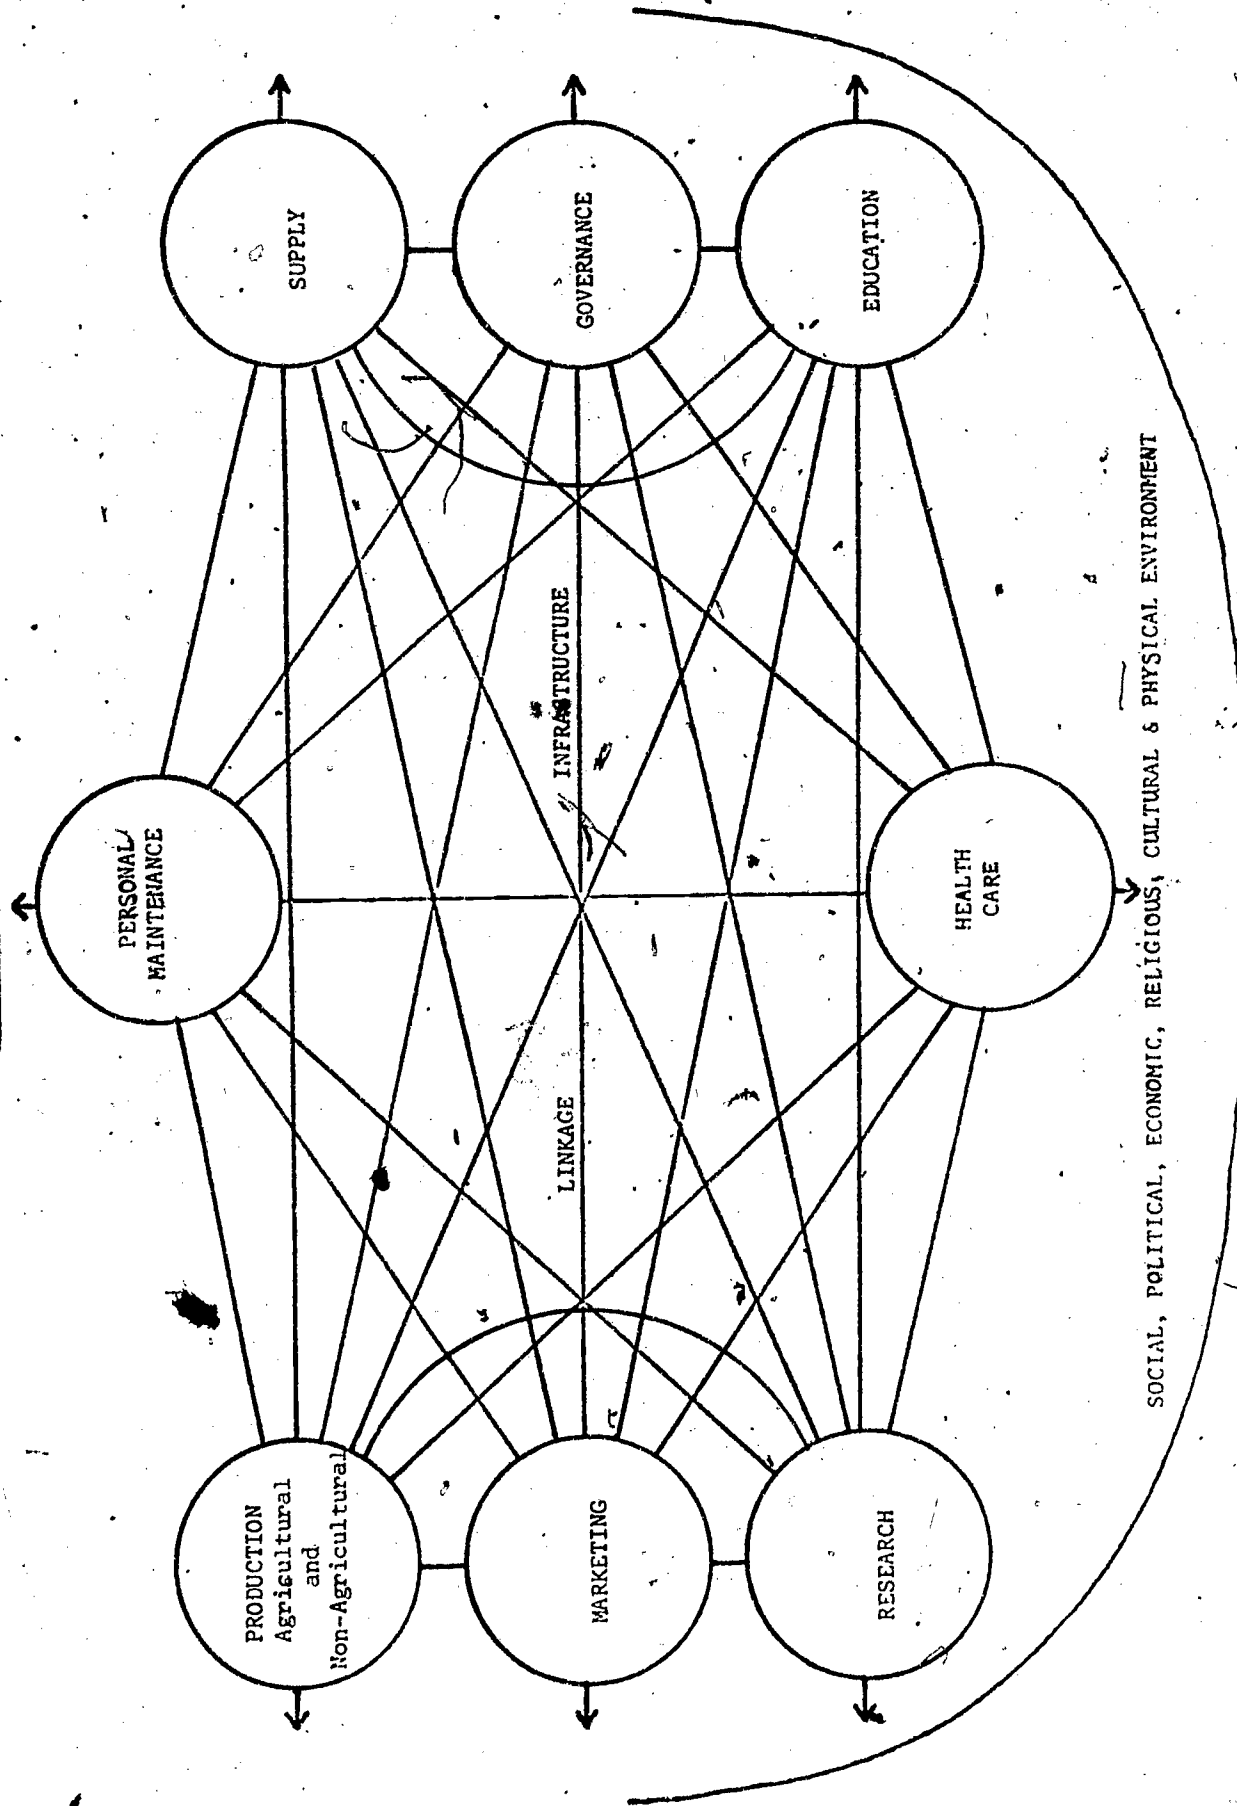 PERSONAL
MAINTENANCE
PRODUCTION
Agricultural
and
Non-Agricultural
SUPPLY
MARKETING
LINKAGE
INFRASTRUCTURE
GOVERNANCE
RESEARCH
EDUCATION
HEALTH
CARE
SOCIAL, POLITICAL, ECONOMIC, RELIGIOUS, CULTURAL & PHYSICAL ENVIRONMENT